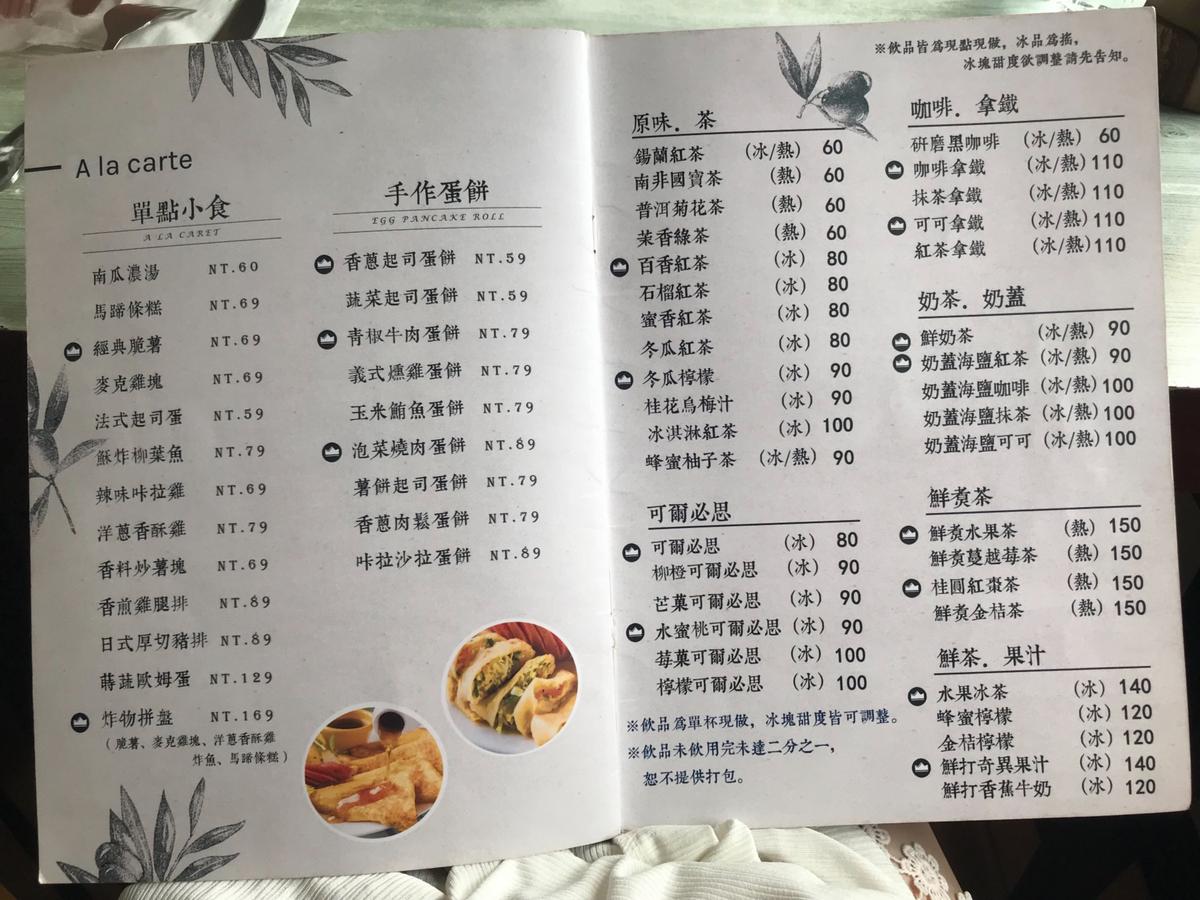 A la carte
單點小食
A LA CARET
南瓜濃湯 NT.60
馬蹄條糕 NT.69
經典脆薯 NT.69
麥克雞塊 NT.69
法式起司蛋 NT.59
酥炸柳葉魚 NT.79
辣味咔拉雞 NT.69
洋蔥香酥雞 NT.79
香料炒薯塊 NT.69
香煎雞腿排 NT.89
日式厚切豬排 NT.89
蒔蔬歐姆蛋 NT.129
炸物拼盤 NT.169
(脆薯、麥克雞塊、洋蔥香酥雞
炸魚、馬蹄條糕)
手作蛋餅
EGG PANCAKE ROLL
香蔥起司蛋餅 NT.59
蔬菜起司蛋餅 NT.59
青椒牛肉蛋餅 NT.79
義式燻雞蛋餅 NT.79
玉米鮪魚蛋餅 NT.79
泡菜燒肉蛋餅 NT.89
薯餅起司蛋餅 NT.79
香蔥肉鬆蛋餅 NT.79
咔拉沙拉蛋餅 NT.89
原味．茶
錫蘭紅茶 (冰/熱) 60
南非國寶茶 (熱) 60
普洱菊花茶 (熱) 60
茉香綠茶 (熱) 60
百香紅茶 (冰) 80
石榴紅茶 (冰) 80
蜜香紅茶 (冰) 80
冬瓜紅茶 (冰) 80
冬瓜檸檬 (冰) 90
桂花烏梅汁 (冰) 90
冰淇淋紅茶 (冰) 100
蜂蜜柚子茶 (冰/熱) 90
可爾必思
可爾必思 (冰) 80
柳橙可爾必思 (冰) 90
芒菓可爾必思 (冰) 90
水蜜桃可爾必思 (冰) 90
莓菓可爾必思 (冰) 100
檸檬可爾必思 (冰) 100
※飲品為單杯現做，冰塊甜度皆可調整。
※飲品未飲用完未達二分之一，
恕不提供打包。
※飲品皆為現點現做，冰品為搖，
冰塊甜度欲調整請先告知。
咖啡．拿鐵
研磨黑咖啡 (冰/熱) 60
咖啡拿鐵 (冰/熱) 110
抹茶拿鐵 (冰/熱) 110
可可拿鐵 (冰/熱) 110
紅茶拿鐵 (冰/熱) 110
奶茶．奶蓋
鮮奶茶 (冰/熱) 90
奶蓋海鹽紅茶 (冰/熱) 90
奶蓋海鹽咖啡 (冰/熱) 100
奶蓋海鹽抹茶 (冰/熱) 100
奶蓋海鹽可可 (冰/熱) 100
鮮煮茶
鮮煮水果茶 (熱) 150
鮮煮蔓越莓茶 (熱) 150
桂圓紅棗茶 (熱) 150
鮮煮金桔茶 (熱) 150
鮮茶．果汁
水果冰茶 (冰) 140
蜂蜜檸檬 (冰) 120
金桔檸檬 (冰) 120
鮮打奇異果汁 (冰) 140
鮮打香蕉牛奶 (冰) 120